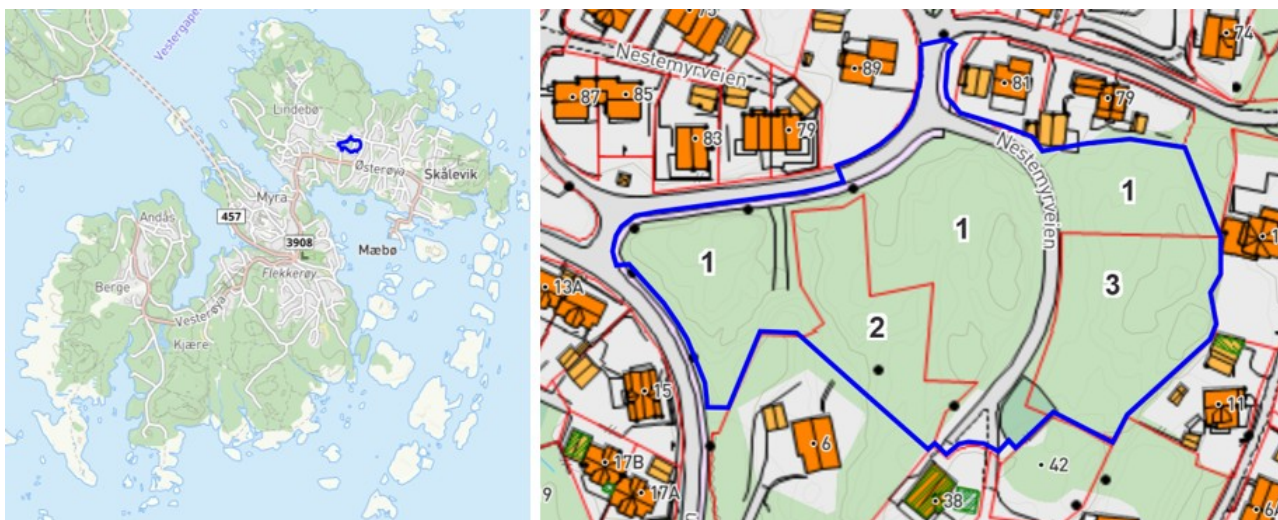 Vestergapet
Lindebø
Østerøya
Skålevik
Myra
457
Andås
3908
Mæbø
Flekkerøy
Berge
Vesterøya
Kjære
74
Nestemyrveien
89
81
87
85
79
83
79
Nestemyrveien
1
1
1
3
13A
2
15
11
6
17B
42
17A
38
9